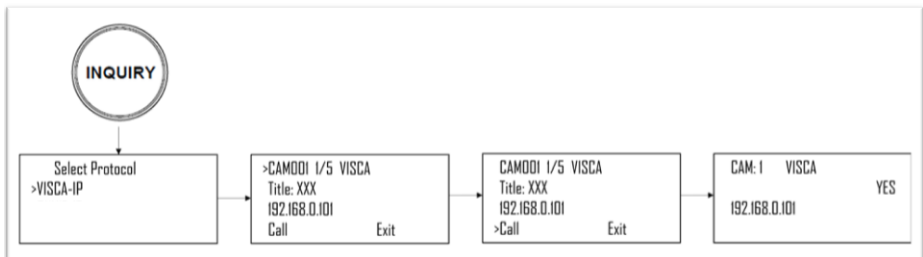 INQUIRY
Select Protocol
>VISCA-IP
>CAM001 1/5 VISCA
Title: XXX
192.168.0.101
Call Exit
CAM001 1/5 VISCA
Title: XXX
192.168.0.101
>Call Exit
CAM: 1 VISCA
YES
192.168.0.101